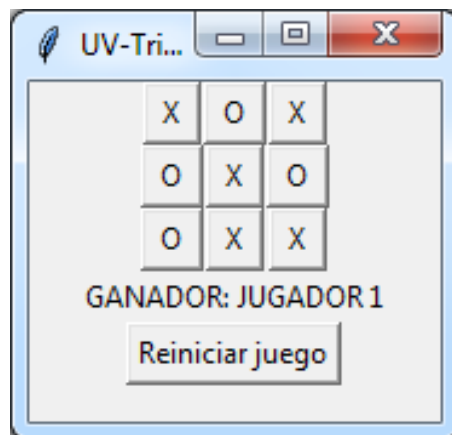 UV-Tri...
X O X
O X O
O X X
GANADOR: JUGADOR 1
Reiniciar juego